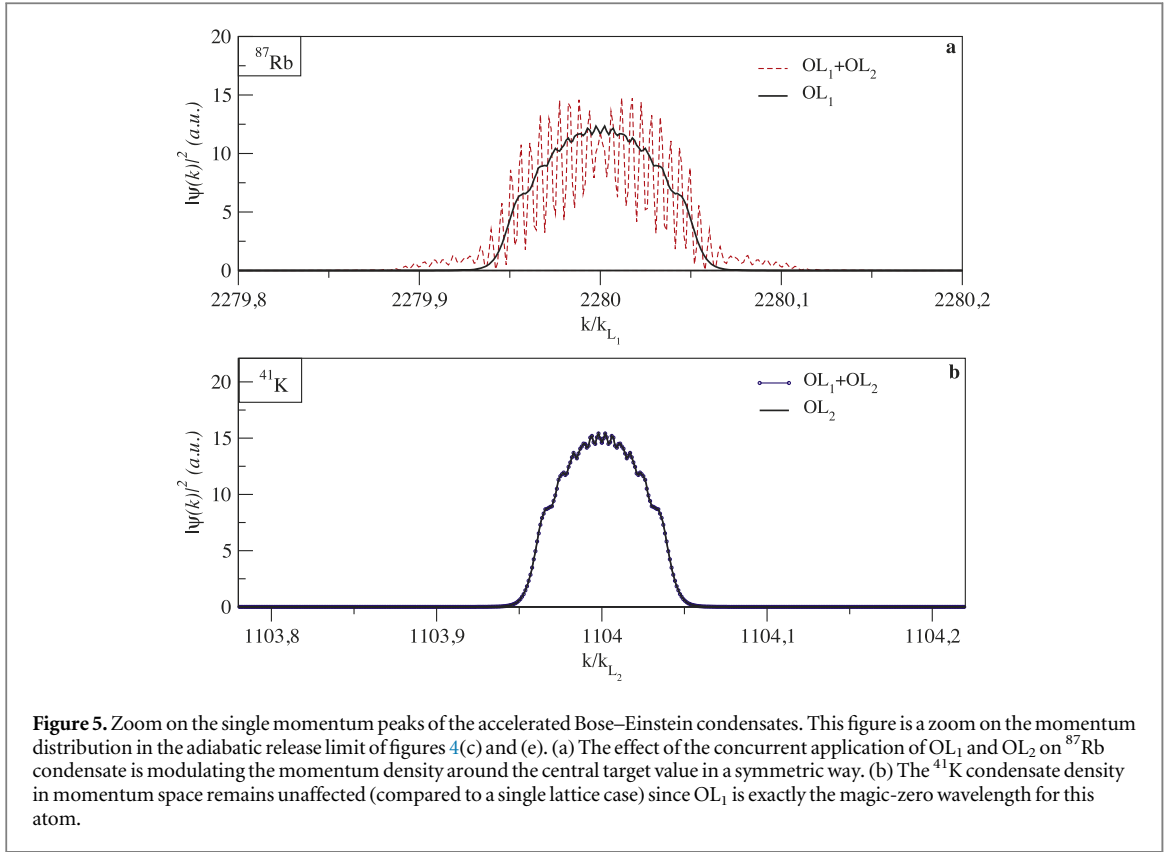 20
15
10
5
0
|ψ(k)|² (a.u.)
⁸⁷Rb
a
OL₁+OL₂
OL₁
2279,8
2279,9
2280
2280,1
2280,2
k/k_L₁
20
15
10
5
0
|ψ(k)|² (a.u.)
⁴¹K
b
OL₁+OL₂
OL₂
1103,8
1103,9
1104
1104,1
1104,2
k/k_L₂
Figure 5. Zoom on the single momentum peaks of the accelerated Bose–Einstein condensates. This figure is a zoom on the momentum
distribution in the adiabatic release limit of figures 4(c) and (e). (a) The effect of the concurrent application of OL₁ and OL₂ on ⁸⁷Rb
condensate is modulating the momentum density around the central target value in a symmetric way. (b) The ⁴¹K condensate density
in momentum space remains unaffected (compared to a single lattice case) since OL₁ is exactly the magic-zero wavelength for this
atom.